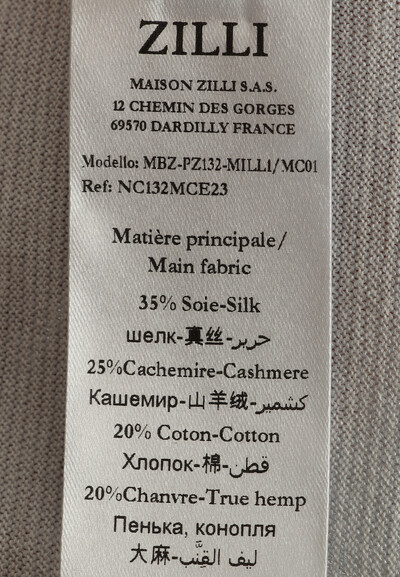 ZILLI
MAISON ZILLI S.A.S.
12 CHEMIN DES GORGES
69570 DARDILLY FRANCE
Modello: MBZ-PZ132-MILL1/MC01
Ref: NC132MCE23
Matière principale/
Main fabric
35% Soie-Silk
шелк-真丝-حرير
25%Cachemire-Cashmere
Кашемир-山羊绒-كشمير
20% Coton-Cotton
Хлопок-棉-قطن
20%Chanvre-True hemp
Пенька, конопля
大麻-ليف القِنَّب